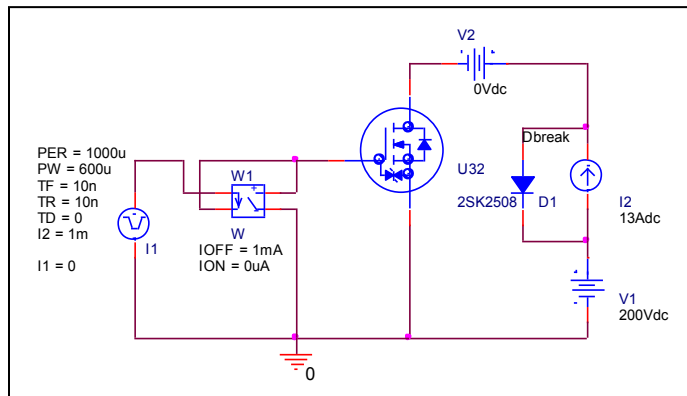 V2
0Vdc
Dbreak
PER = 1000u
PW = 600u
TF = 10n
TR = 10n
TD = 0
I2 = 1m
I1 = 0
I1
W1
W
IOFF = 1mA
ION = 0uA
U32
2SK2508
D1
I2
13Adc
V1
200Vdc
0